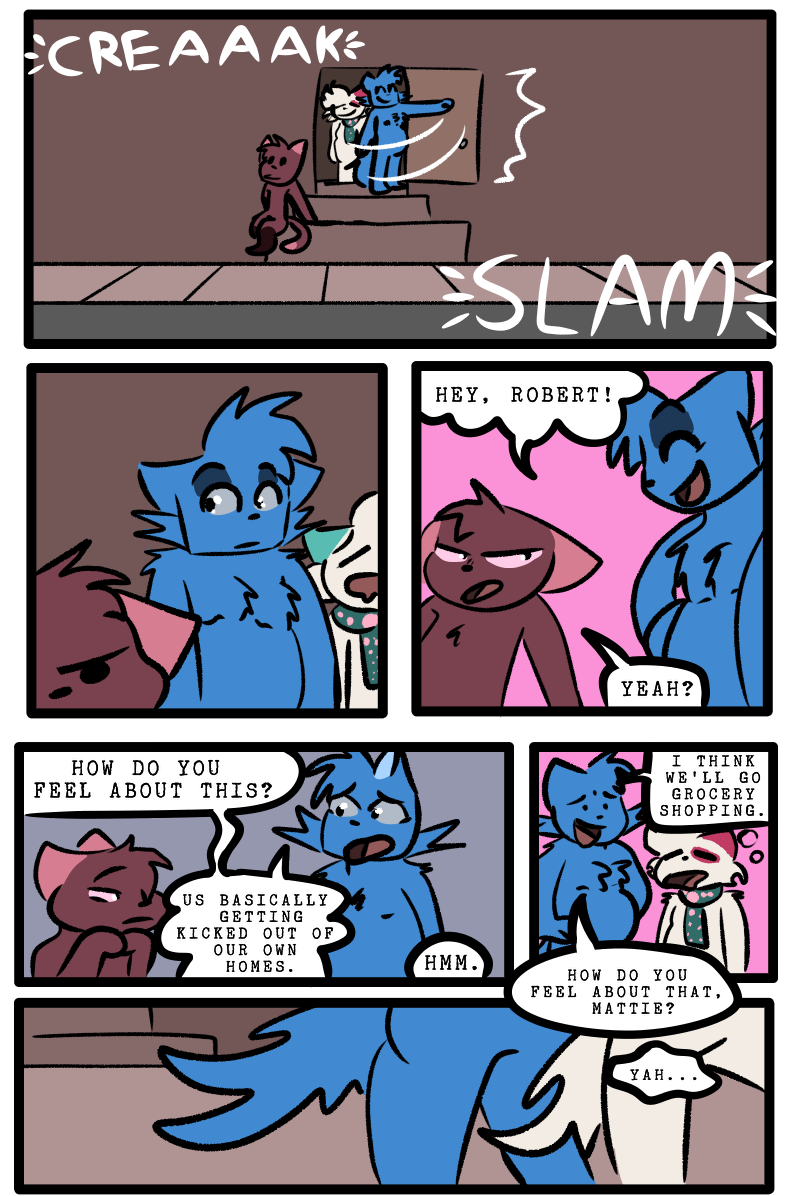 CREAAAK
SLAM
HEY, ROBERT!
YEAH?
HOW DO YOU
FEEL ABOUT THIS?
US BASICALLY
GETTING
KICKED OUT OF
OUR OWN
HOMES.
HMM.
I THINK
WE'LL GO
GROCERY
SHOPPING.
HOW DO YOU
FEEL ABOUT THAT,
MATTIE?
YAH...